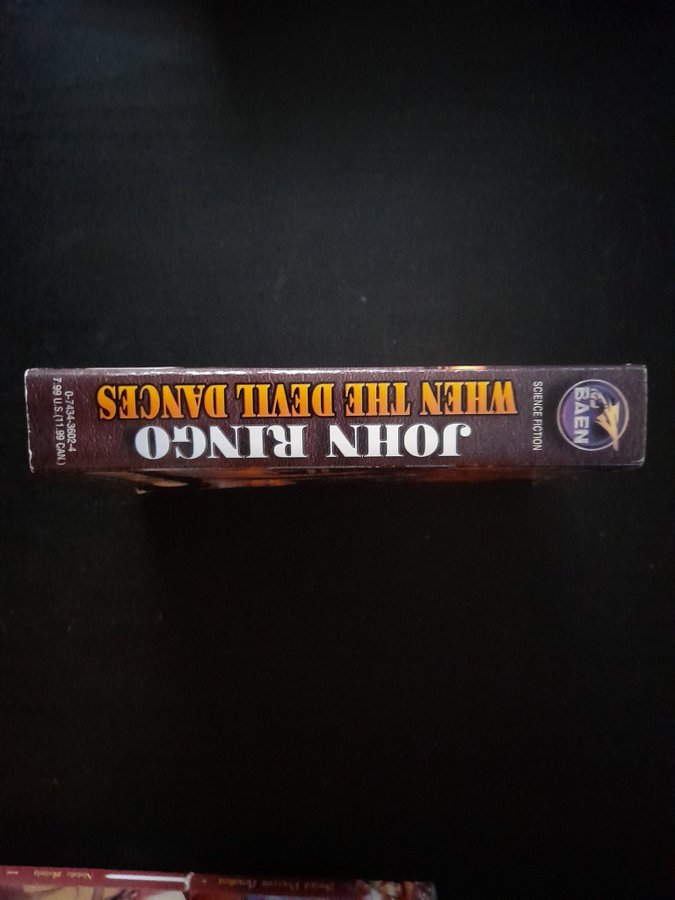 BAEN
SCIENCE FICTION
JOHN RINGO
WHEN THE DEVIL DANCES
0-7434-3602-4
7.99 U.S. (11.99 CAN.)